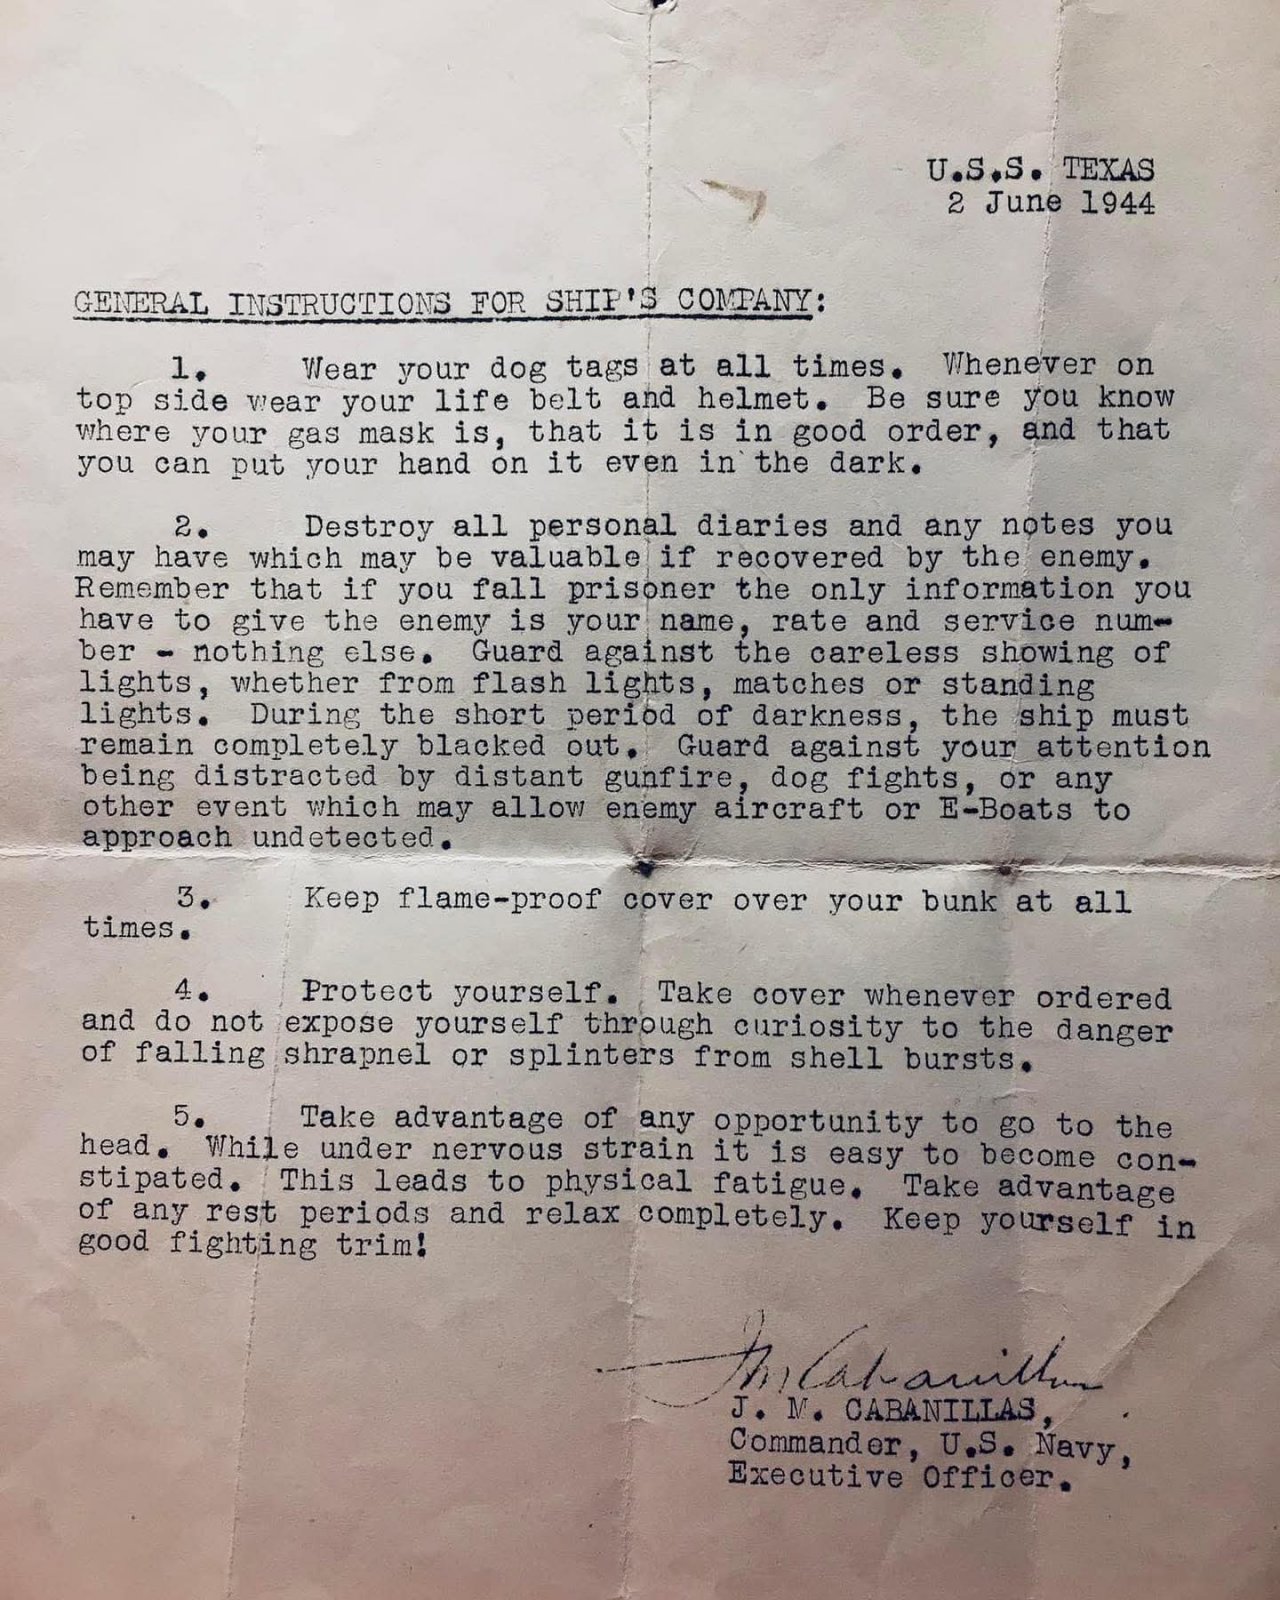 U.S.S. TEXAS
2 June 1944
GENERAL INSTRUCTIONS FOR SHIP'S COMPANY:
1. Wear your dog tags at all times. Whenever on
top side wear your life belt and helmet. Be sure you know
where your gas mask is, that it is in good order, and that
you can put your hand on it even in the dark.
2. Destroy all personal diaries and any notes you
may have which may be valuable if recovered by the enemy.
Remember that if you fall prisoner the only information you
have to give the enemy is your name, rate and service num-
ber - nothing else. Guard against the careless showing of
lights, whether from flash lights, matches or standing
lights. During the short period of darkness, the ship must
remain completely blacked out. Guard against your attention
being distracted by distant gunfire, dog fights, or any
other event which may allow enemy aircraft or E-Boats to
approach undetected.
3. Keep flame-proof cover over your bunk at all
times.
4. Protect yourself. Take cover whenever ordered
and do not expose yourself through curiosity to the danger
of falling shrapnel or splinters from shell bursts.
5. Take advantage of any opportunity to go to the
head. While under nervous strain it is easy to become con-
stipated. This leads to physical fatigue. Take advantage
of any rest periods and relax completely. Keep yourself in
good fighting trim!
J M Cabanillas
J. M. CABANILLAS,
Commander, U.S. Navy,
Executive Officer.